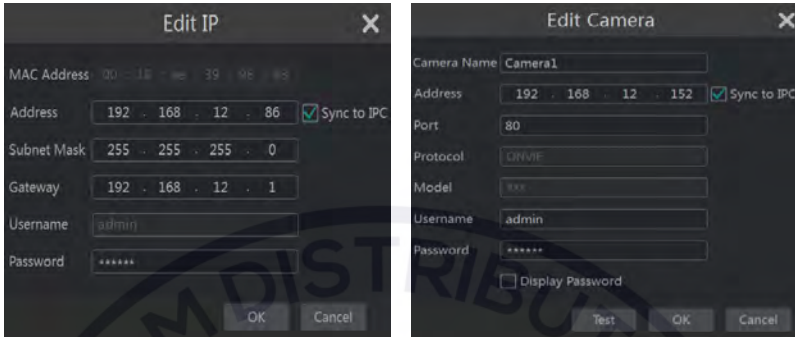 Edit IP
MAC Address
Address 192 . 168 . 12 . 86 Sync to IPC
Subnet Mask 255 . 255 . 255 . 0
Gateway 192 . 168 . 12 . 1
Username admin
Password ******
OK Cancel
Edit Camera
Camera Name Camera1
Address 192 . 168 . 12 . 152 Sync to IPC
Port 80
Protocol ONVIF
Model ***
Username admin
Password ******
Display Password
Test OK Cancel
M DISTRIBUT